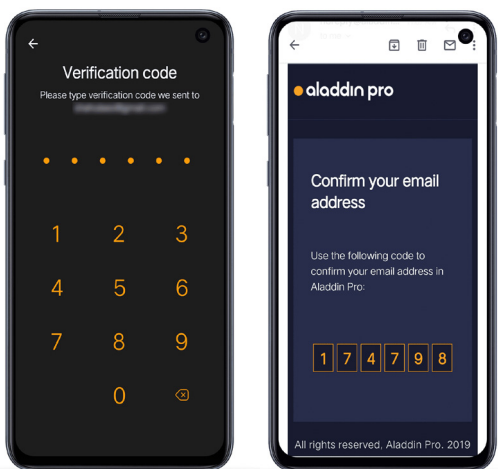 Verification code
Please type verification code we sent to
1 2 3
4 5 6
7 8 9
0
aladdin pro
Confirm your email
address
Use the following code to
confirm your email address in
Aladdin Pro:
1 7 4 7 9 8
All rights reserved, Aladdin Pro. 2019